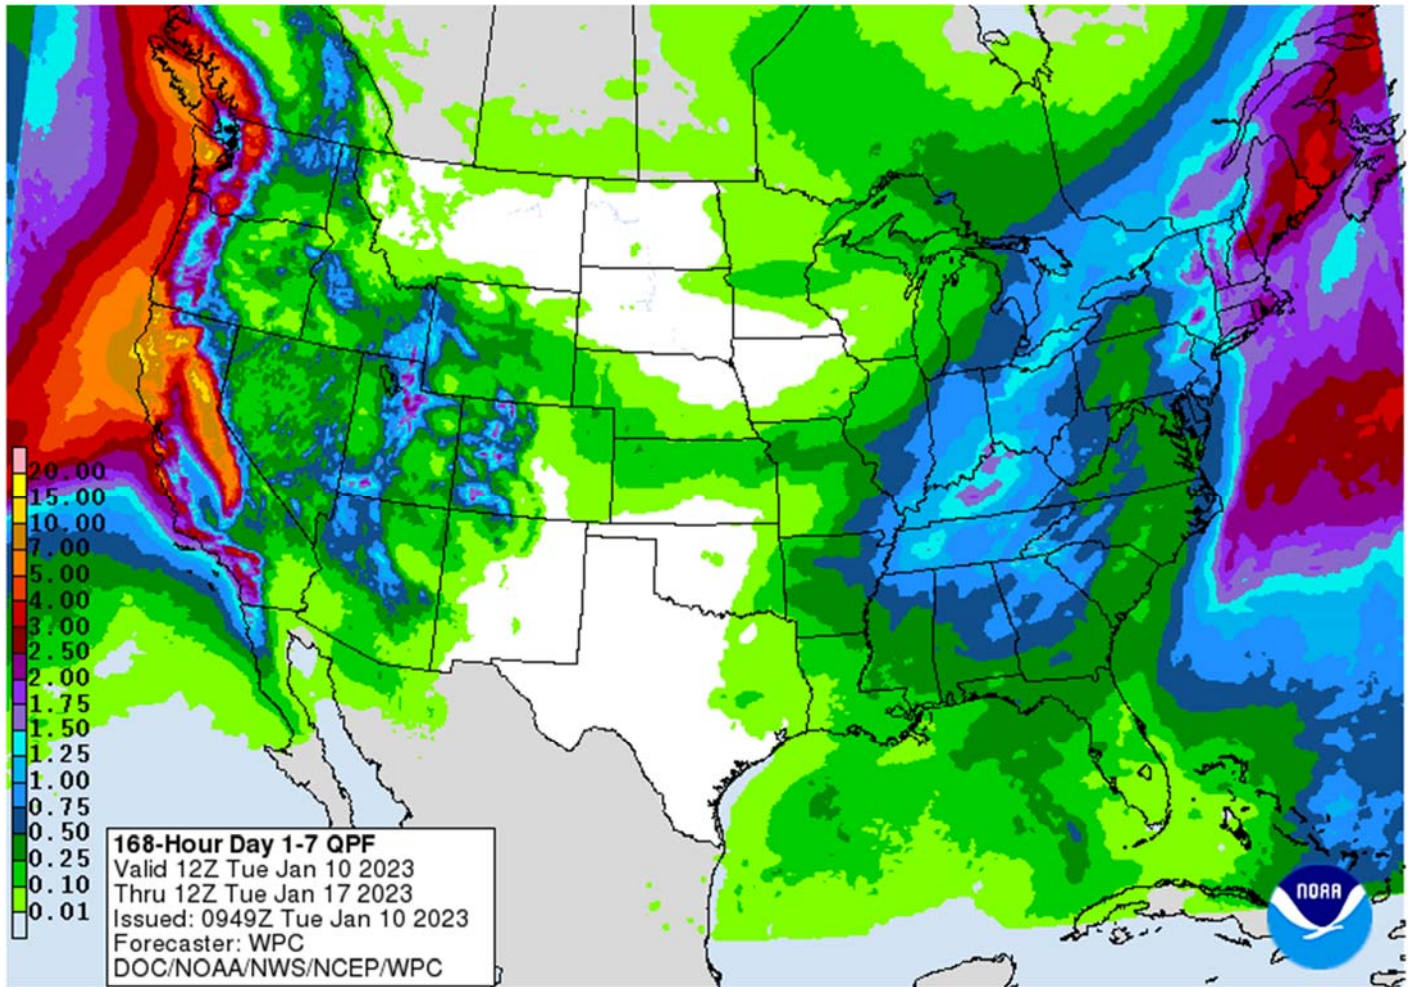 20.00
15.00
10.00
7.00
5.00
4.00
3.00
2.50
2.00
1.75
1.50
1.25
1.00
0.75
0.50
0.25
0.10
0.01
168-Hour Day 1-7 QPF
Valid 12Z Tue Jan 10 2023
Thru 12Z Tue Jan 17 2023
Issued: 0949Z Tue Jan 10 2023
Forecaster: WPC
DOC/NOAA/NWS/NCEP/WPC
NOAA